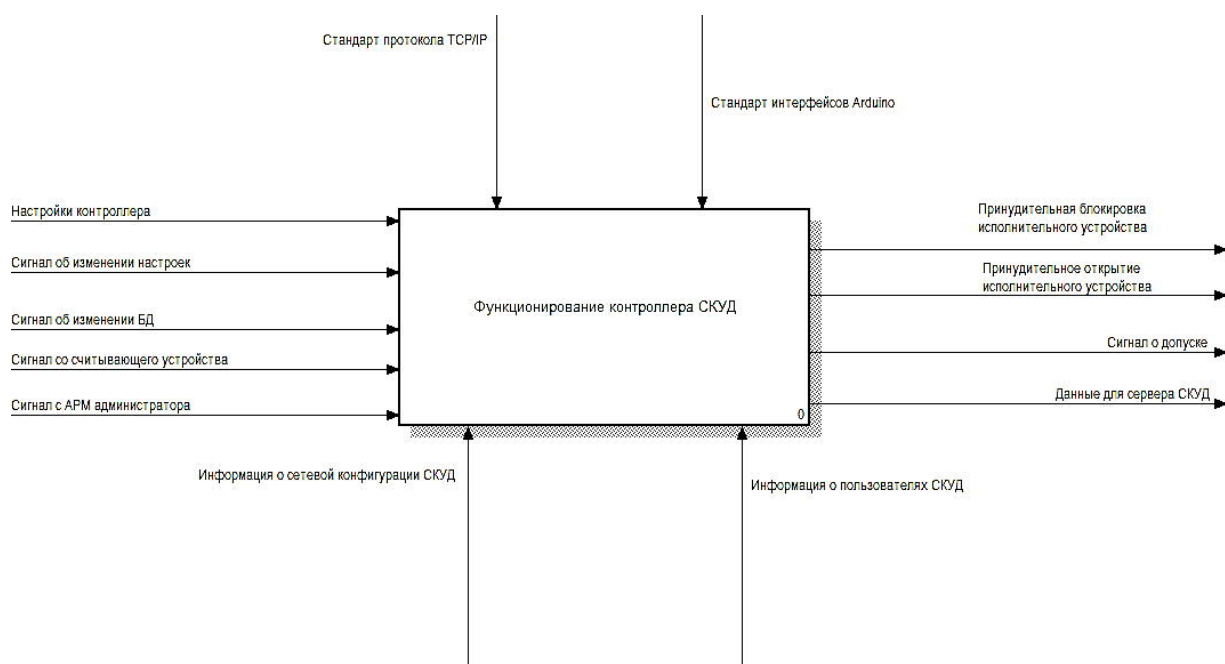 Стандарт протокола TCP/IP
Стандарт интерфейсов Arduino
Настройки контроллера
Сигнал об изменении настроек
Сигнал об изменении БД
Сигнал со считывающего устройства
Сигнал с АРМ администратора
Функционирование контроллера СКУД
0
Принудительная блокировка
исполнительного устройства
Принудительное открытие
исполнительного устройства
Сигнал о допуске
Данные для сервера СКУД
Информация о сетевой конфигурации СКУД
Информация о пользователях СКУД